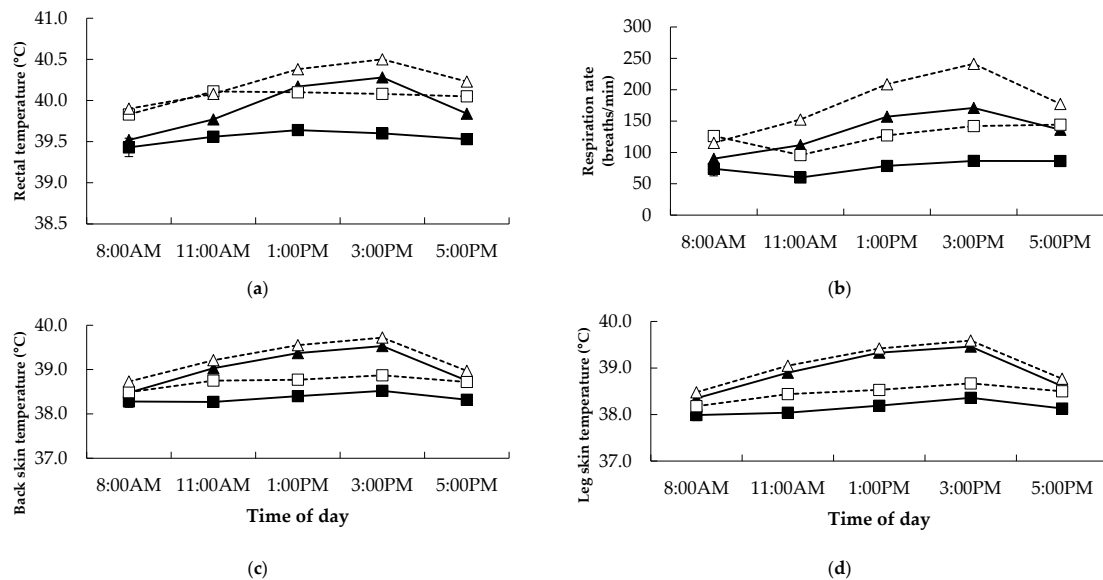 Rectal temperature (°C)
41.0
40.5
40.0
39.5
39.0
38.5
8:00AM 11:00AM 1:00PM 3:00PM 5:00PM
(a)
Respiration rate
(breaths/min)
300
250
200
150
100
50
0
8:00AM 11:00AM 1:00PM 3:00PM 5:00PM
(b)
Back skin temperature (°C)
40.0
39.0
38.0
37.0
8:00AM 11:00AM 1:00PM 3:00PM 5:00PM
Time of day
(c)
Leg skin temperature (°C)
40.0
39.0
38.0
37.0
8:00AM 11:00AM 1:00PM 3:00PM 5:00PM
Time of day
(d)